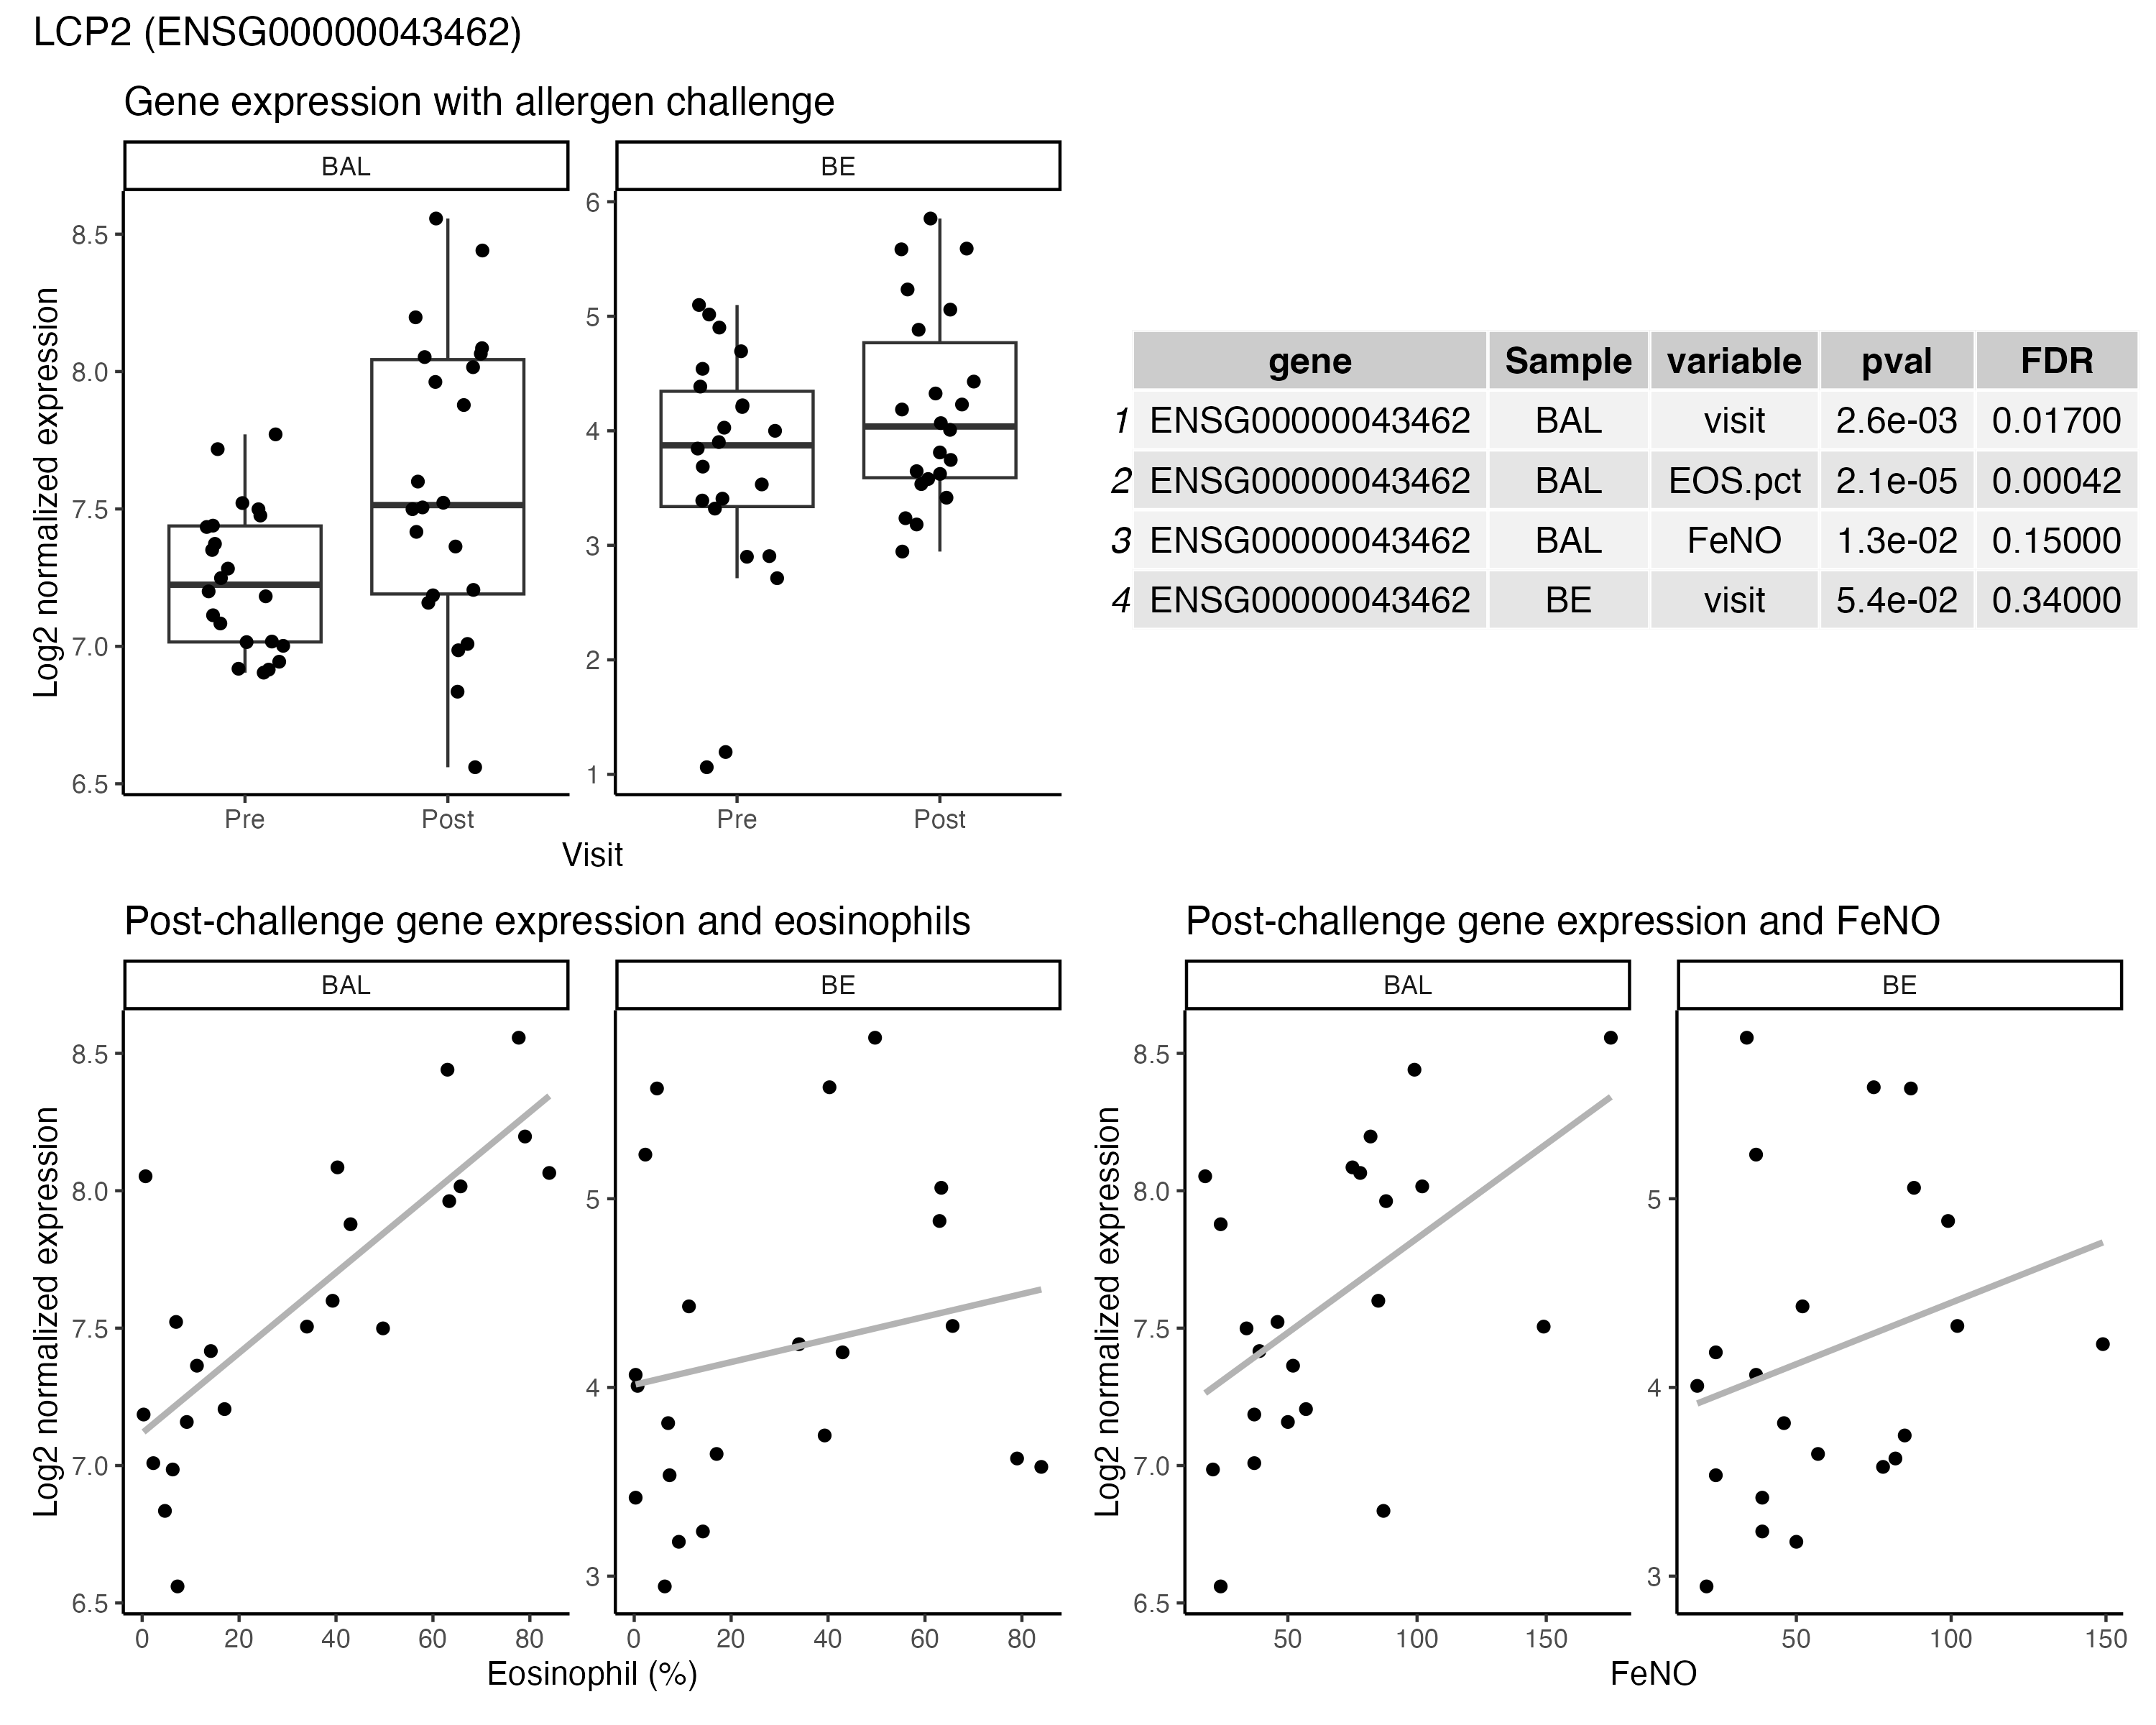 LCP2 (ENSG00000043462)
Gene expression with allergen challenge
BAL
BE
Log2 normalized expression
8.5
8.0
7.5
7.0
6.5
6
5
4
3
2
1
Pre
Post
Pre
Post
Visit
gene Sample variable pval FDR
1 ENSG00000043462 BAL visit 2.6e-03 0.01700
2 ENSG00000043462 BAL EOS.pct 2.1e-05 0.00042
3 ENSG00000043462 BAL FeNO 1.3e-02 0.15000
4 ENSG00000043462 BE visit 5.4e-02 0.34000
Post-challenge gene expression and eosinophils
BAL
BE
Log2 normalized expression
8.5
8.0
7.5
7.0
6.5
5
4
3
0 20 40 60 80
0 20 40 60 80
Eosinophil (%)
Post-challenge gene expression and FeNO
BAL
BE
Log2 normalized expression
8.5
8.0
7.5
7.0
6.5
5
4
3
50 100 150
50 100 150
FeNO